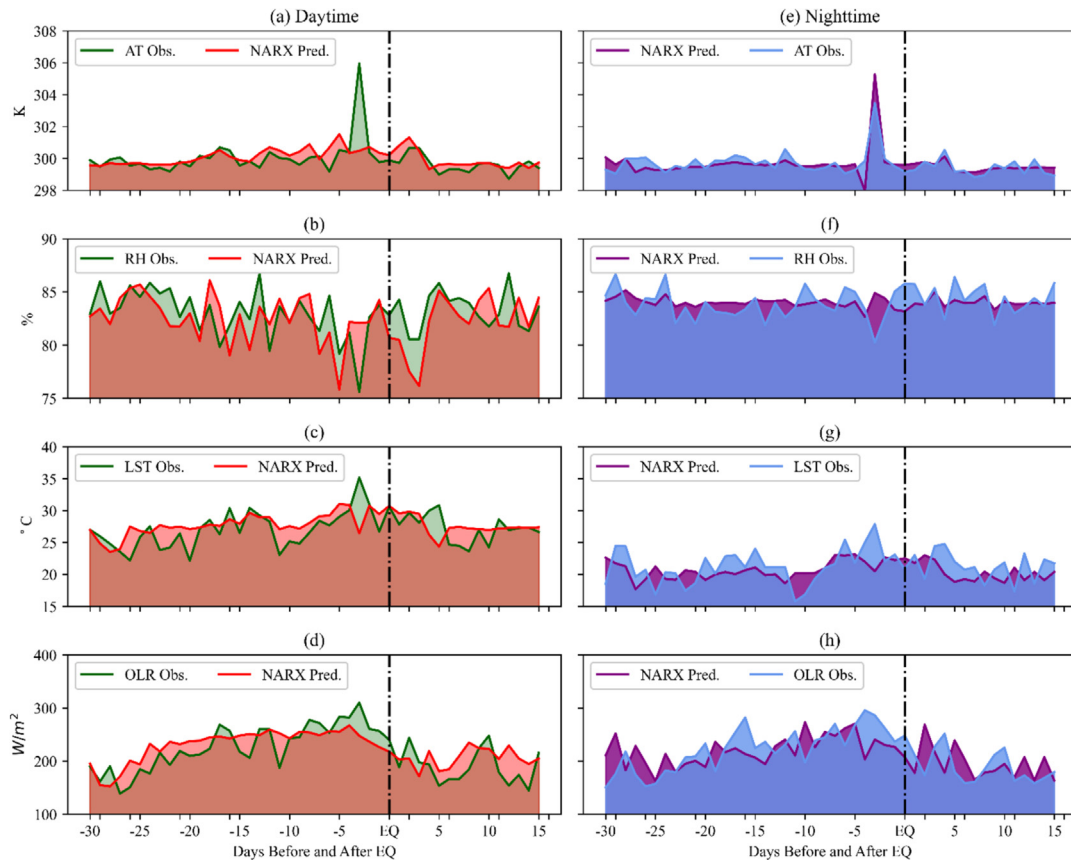 (a) Daytime
308
306
304
302
300
298
K
AT Obs.
NARX Pred.
(e) Nighttime
NARX Pred.
AT Obs.
(b)
90
85
80
75
%
RH Obs.
NARX Pred.
(f)
NARX Pred.
RH Obs.
(c)
40
35
30
25
20
15
°C
LST Obs.
NARX Pred.
(g)
NARX Pred.
LST Obs.
(d)
400
300
200
100
W/m²
OLR Obs.
NARX Pred.
-30 -25 -20 -15 -10 -5 EQ 5 10 15
Days Before and After EQ
(h)
NARX Pred.
OLR Obs.
-30 -25 -20 -15 -10 -5 EQ 5 10 15
Days Before and After EQ